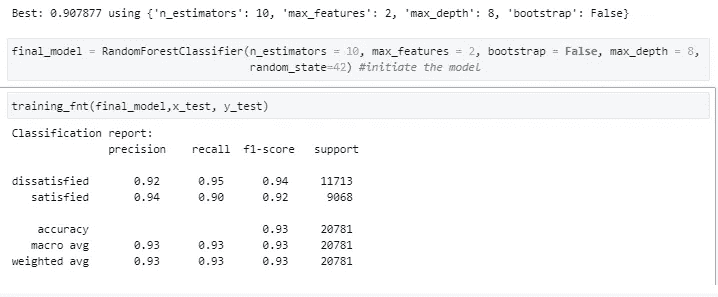 Best: 0.907877 using {'n_estimators': 10, 'max_features': 2, 'max_depth': 8, 'bootstrap': False}
final_model = RandomForestClassifier(n_estimators = 10, max_features = 2, bootstrap = False, max_depth = 8,
random_state=42) #initiate the model
training_fnt(final_model,x_test, y_test)
Classification report:
precision recall f1-score support
dissatisfied 0.92 0.95 0.94 11713
satisfied 0.94 0.90 0.92 9068
accuracy 0.93 20781
macro avg 0.93 0.93 0.93 20781
weighted avg 0.93 0.93 0.93 20781